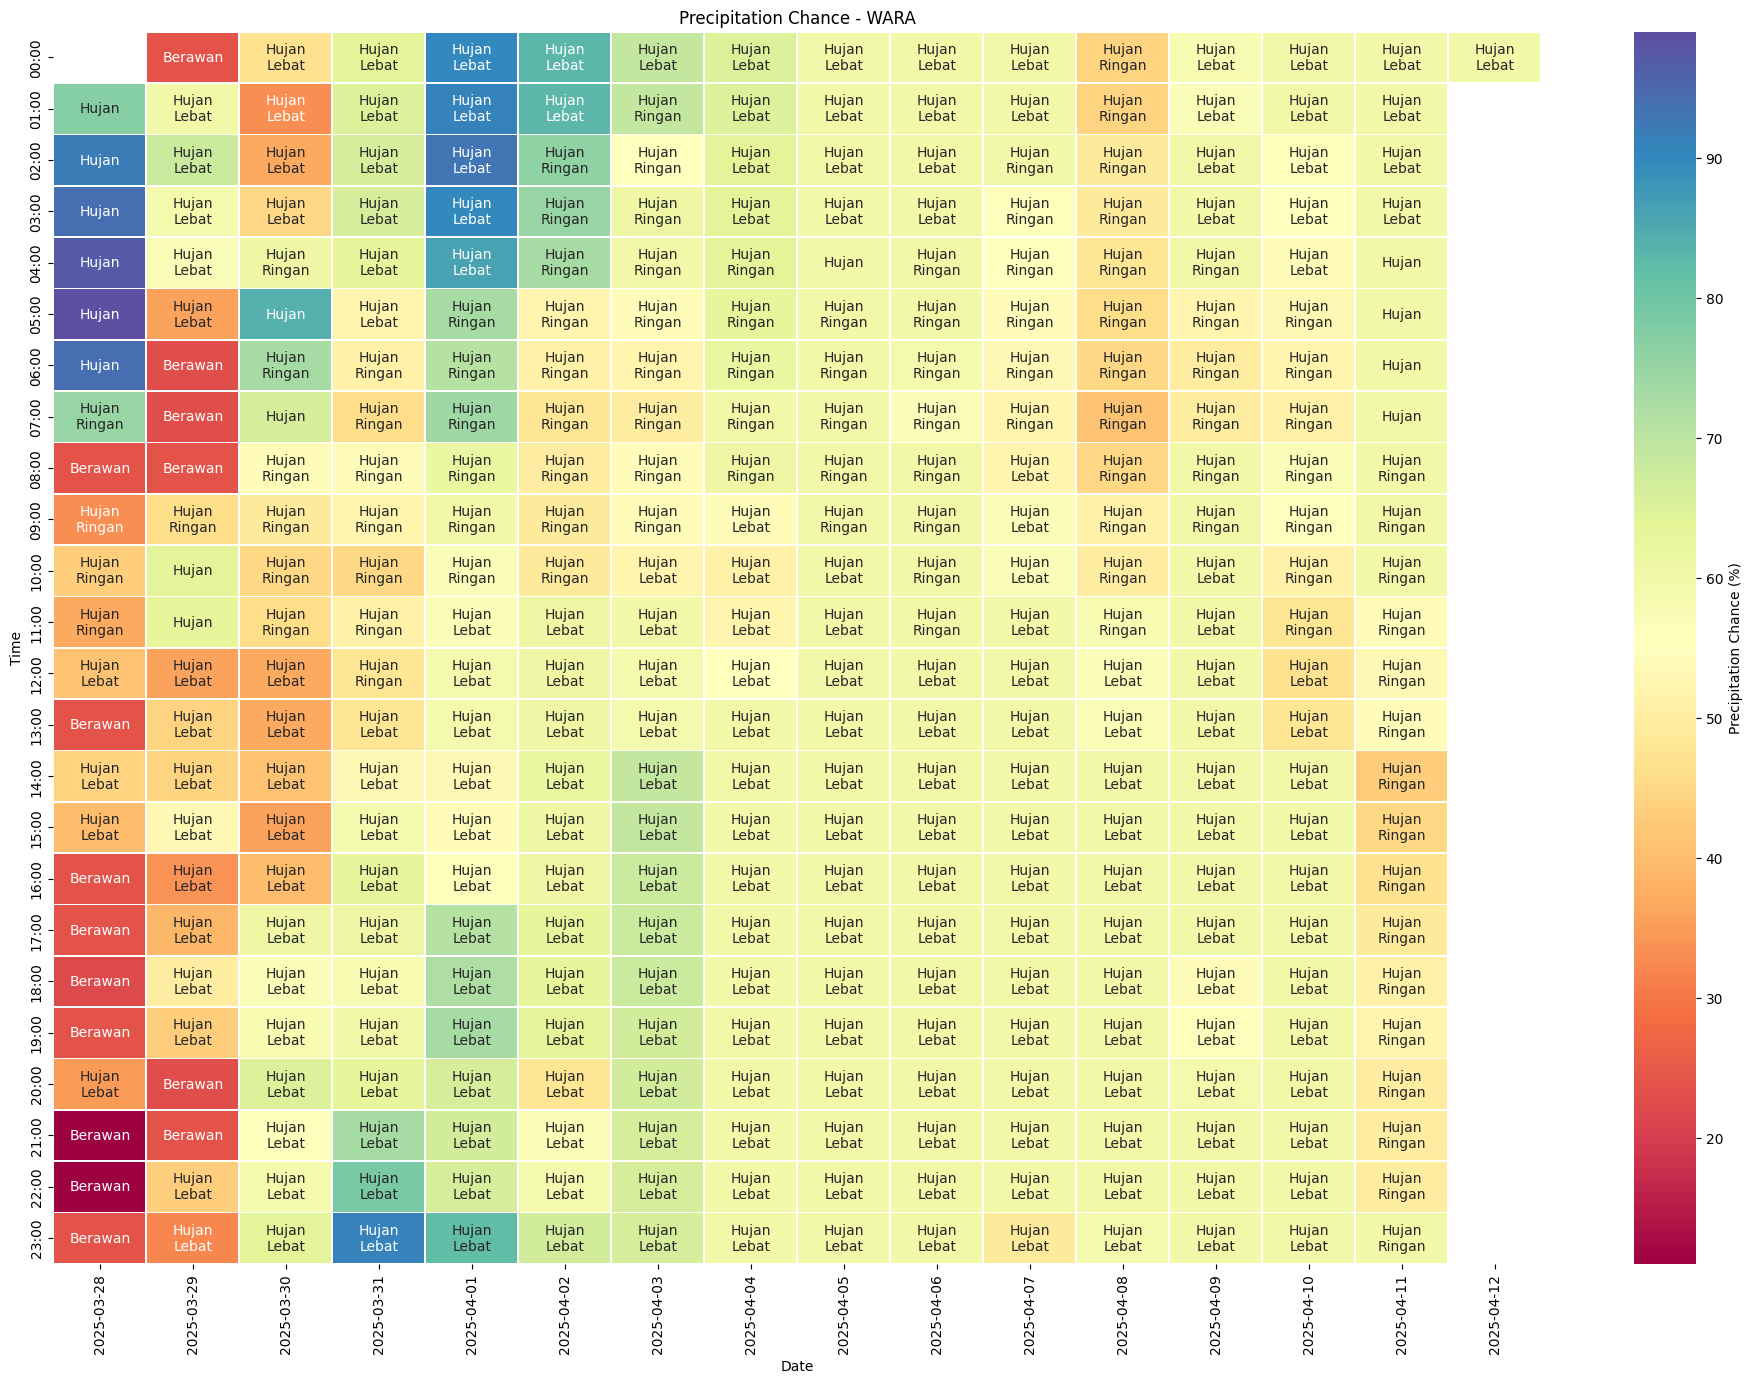 Precipitation Chance - WARA
00:00 Berawan Hujan Lebat Hujan Lebat Hujan Lebat Hujan Lebat Hujan Lebat Hujan Lebat Hujan Lebat Hujan Lebat Hujan Lebat Hujan Ringan Hujan Lebat Hujan Lebat Hujan Lebat Hujan Lebat
01:00 Hujan Hujan Lebat Hujan Lebat Hujan Lebat Hujan Lebat Hujan Lebat Hujan Ringan Hujan Lebat Hujan Lebat Hujan Lebat Hujan Lebat Hujan Ringan Hujan Lebat Hujan Lebat Hujan Lebat
02:00 Hujan Hujan Lebat Hujan Lebat Hujan Lebat Hujan Lebat Hujan Ringan Hujan Ringan Hujan Lebat Hujan Lebat Hujan Lebat Hujan Ringan Hujan Ringan Hujan Lebat Hujan Lebat Hujan Lebat
03:00 Hujan Hujan Lebat Hujan Lebat Hujan Lebat Hujan Lebat Hujan Ringan Hujan Ringan Hujan Lebat Hujan Lebat Hujan Lebat Hujan Ringan Hujan Ringan Hujan Lebat Hujan Lebat Hujan Lebat
04:00 Hujan Hujan Lebat Hujan Ringan Hujan Lebat Hujan Lebat Hujan Ringan Hujan Ringan Hujan Ringan Hujan Hujan Ringan Hujan Ringan Hujan Ringan Hujan Ringan Hujan Lebat Hujan
05:00 Hujan Hujan Lebat Hujan Hujan Lebat Hujan Ringan Hujan Ringan Hujan Ringan Hujan Ringan Hujan Ringan Hujan Ringan Hujan Ringan Hujan Ringan Hujan Ringan Hujan Ringan Hujan
06:00 Hujan Berawan Hujan Ringan Hujan Ringan Hujan Ringan Hujan Ringan Hujan Ringan Hujan Ringan Hujan Ringan Hujan Ringan Hujan Ringan Hujan Ringan Hujan Ringan Hujan Ringan Hujan
07:00 Hujan Ringan Berawan Hujan Hujan Ringan Hujan Ringan Hujan Ringan Hujan Ringan Hujan Ringan Hujan Ringan Hujan Ringan Hujan Ringan Hujan Ringan Hujan Ringan Hujan Ringan Hujan
08:00 Berawan Berawan Hujan Ringan Hujan Ringan Hujan Ringan Hujan Ringan Hujan Ringan Hujan Ringan Hujan Ringan Hujan Ringan Hujan Lebat Hujan Ringan Hujan Ringan Hujan Ringan Hujan Ringan
09:00 Hujan Ringan Hujan Ringan Hujan Ringan Hujan Ringan Hujan Ringan Hujan Ringan Hujan Ringan Hujan Lebat Hujan Ringan Hujan Ringan Hujan Lebat Hujan Ringan Hujan Ringan Hujan Ringan Hujan Ringan
10:00 Hujan Ringan Hujan Hujan Ringan Hujan Ringan Hujan Ringan Hujan Ringan Hujan Lebat Hujan Lebat Hujan Lebat Hujan Ringan Hujan Lebat Hujan Ringan Hujan Lebat Hujan Ringan Hujan Ringan
11:00 Hujan Ringan Hujan Hujan Ringan Hujan Ringan Hujan Lebat Hujan Lebat Hujan Lebat Hujan Lebat Hujan Lebat Hujan Ringan Hujan Lebat Hujan Ringan Hujan Lebat Hujan Ringan Hujan Ringan
12:00 Hujan Lebat Hujan Lebat Hujan Lebat Hujan Ringan Hujan Lebat Hujan Lebat Hujan Lebat Hujan Lebat Hujan Lebat Hujan Lebat Hujan Lebat Hujan Lebat Hujan Lebat Hujan Lebat Hujan Ringan
13:00 Berawan Hujan Lebat Hujan Lebat Hujan Lebat Hujan Lebat Hujan Lebat Hujan Lebat Hujan Lebat Hujan Lebat Hujan Lebat Hujan Lebat Hujan Lebat Hujan Lebat Hujan Lebat Hujan Ringan
14:00 Hujan Lebat Hujan Lebat Hujan Lebat Hujan Lebat Hujan Lebat Hujan Lebat Hujan Lebat Hujan Lebat Hujan Lebat Hujan Lebat Hujan Lebat Hujan Lebat Hujan Lebat Hujan Lebat Hujan Ringan
15:00 Hujan Lebat Hujan Lebat Hujan Lebat Hujan Lebat Hujan Lebat Hujan Lebat Hujan Lebat Hujan Lebat Hujan Lebat Hujan Lebat Hujan Lebat Hujan Lebat Hujan Lebat Hujan Lebat Hujan Ringan
16:00 Berawan Hujan Lebat Hujan Lebat Hujan Lebat Hujan Lebat Hujan Lebat Hujan Lebat Hujan Lebat Hujan Lebat Hujan Lebat Hujan Lebat Hujan Lebat Hujan Lebat Hujan Lebat Hujan Ringan
17:00 Berawan Hujan Lebat Hujan Lebat Hujan Lebat Hujan Lebat Hujan Lebat Hujan Lebat Hujan Lebat Hujan Lebat Hujan Lebat Hujan Lebat Hujan Lebat Hujan Lebat Hujan Lebat Hujan Ringan
18:00 Berawan Hujan Lebat Hujan Lebat Hujan Lebat Hujan Lebat Hujan Lebat Hujan Lebat Hujan Lebat Hujan Lebat Hujan Lebat Hujan Lebat Hujan Lebat Hujan Lebat Hujan Lebat Hujan Ringan
19:00 Berawan Hujan Lebat Hujan Lebat Hujan Lebat Hujan Lebat Hujan Lebat Hujan Lebat Hujan Lebat Hujan Lebat Hujan Lebat Hujan Lebat Hujan Lebat Hujan Lebat Hujan Lebat Hujan Ringan
20:00 Hujan Lebat Berawan Hujan Lebat Hujan Lebat Hujan Lebat Hujan Lebat Hujan Lebat Hujan Lebat Hujan Lebat Hujan Lebat Hujan Lebat Hujan Lebat Hujan Lebat Hujan Lebat Hujan Ringan
21:00 Berawan Berawan Hujan Lebat Hujan Lebat Hujan Lebat Hujan Lebat Hujan Lebat Hujan Lebat Hujan Lebat Hujan Lebat Hujan Lebat Hujan Lebat Hujan Lebat Hujan Lebat Hujan Ringan
22:00 Berawan Hujan Lebat Hujan Lebat Hujan Lebat Hujan Lebat Hujan Lebat Hujan Lebat Hujan Lebat Hujan Lebat Hujan Lebat Hujan Lebat Hujan Lebat Hujan Lebat Hujan Lebat Hujan Ringan
23:00 Berawan Hujan Lebat Hujan Lebat Hujan Lebat Hujan Lebat Hujan Lebat Hujan Lebat Hujan Lebat Hujan Lebat Hujan Lebat Hujan Lebat Hujan Lebat Hujan Lebat Hujan Lebat Hujan Ringan
Time
2025-03-28 2025-03-29 2025-03-30 2025-03-31 2025-04-01 2025-04-02 2025-04-03 2025-04-04 2025-04-05 2025-04-06 2025-04-07 2025-04-08 2025-04-09 2025-04-10 2025-04-11 2025-04-12
Date
90
80
70
60
50
40
30
20
Precipitation Chance (%)